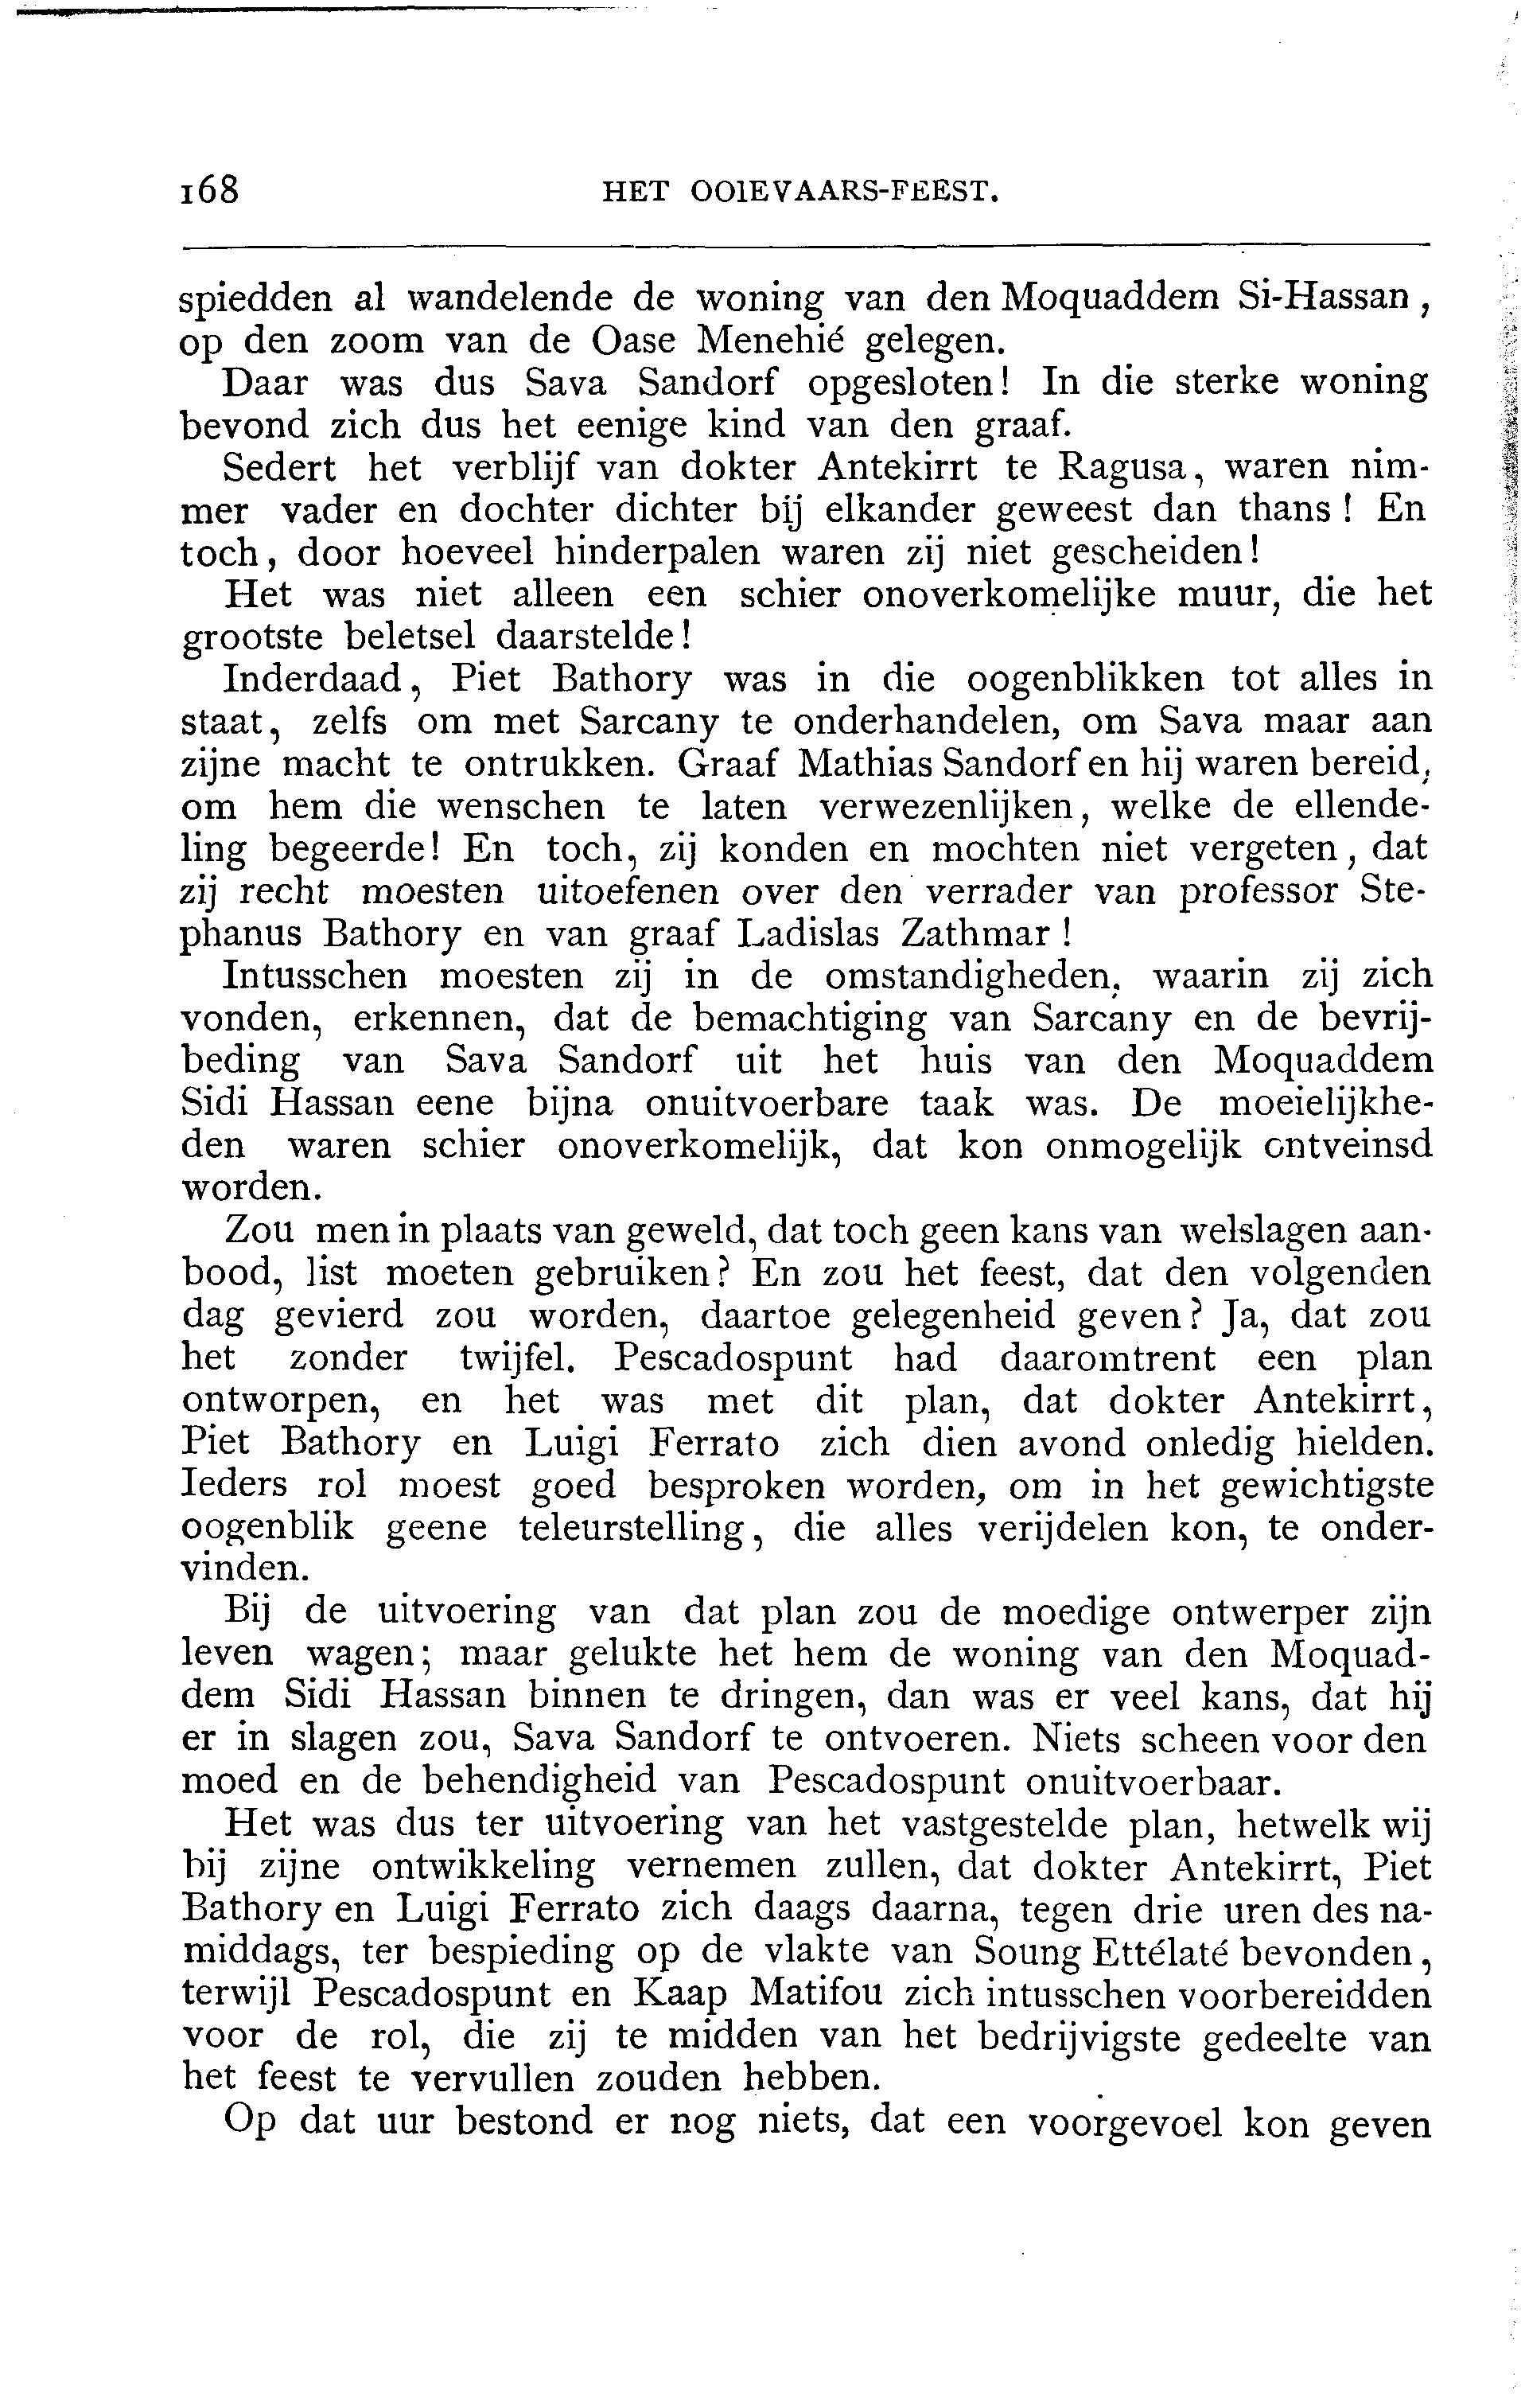 168 HET OOIEVAARS-FEEST.
spiedden al wandelende de woning van den Moquaddem Si-Hassan,
op den zoom van de Oase Menehié gelegen.
Daar was dus Sava Sandorf opgesloten! In die sterke woning
bevond zich dus het eenige kind van den graaf.
Sedert het verblijf van dokter Antekirrt te Ragusa, waren nim-
mer vader en dochter dichter bij elkander geweest dan thans! En
toch, door hoeveel hinderpalen waren zij niet gescheiden!
Het was niet alleen een schier onoverkomelijke muur, die het
grootste beletsel daarstelde!
Inderdaad, Piet Bathory was in die oogenblikken tot alles in
staat, zelfs om met Sarcany te onderhandelen, om Sava maar aan
zijne macht te ontrukken. Graaf Mathias Sandorf en hij waren bereid,
om hem die wenschen te laten verwezenlijken, welke de ellende-
ling begeerde! En toch, zij konden en mochten niet vergeten, dat
zij recht moesten uitoefenen over den verrader van professor Ste-
phanus Bathory en van graaf Ladislas Zathmar!
Intusschen moesten zij in de omstandigheden, waarin zij zich
vonden, erkennen, dat de bemachtiging van Sarcany en de bevrij-
beding van Sava Sandorf uit het huis van den Moquaddem
Sidi Hassan eene bijna onuitvoerbare taak was. De moeielijkhe-
den waren schier onoverkomelijk, dat kon onmogelijk ontveinsd
worden.
Zou men in plaats van geweld, dat toch geen kans van welslagen aan-
bood, list moeten gebruiken? En zou het feest, dat den volgenden
dag gevierd zou worden, daartoe gelegenheid geven? Ja, dat zou
het zonder twijfel. Pescadospunt had daaromtrent een plan
ontworpen, en het was met dit plan, dat dokter Antekirrt,
Piet Bathory en Luigi Ferrato zich dien avond onledig hielden.
Ieders rol moest goed besproken worden, om in het gewichtigste
oogenblik geene teleurstelling, die alles verijdelen kon, te onder-
vinden.
Bij de uitvoering van dat plan zou de moedige ontwerper zijn
leven wagen; maar gelukte het hem de woning van den Moquad-
dem Sidi Hassan binnen te dringen, dan was er veel kans, dat hij
er in slagen zou, Sava Sandorf te ontvoeren. Niets scheen voor den
moed en de behendigheid van Pescadospunt onuitvoerbaar.
Het was dus ter uitvoering van het vastgestelde plan, hetwelk wij
bij zijne ontwikkeling vernemen zullen, dat dokter Antekirrt, Piet
Bathory en Luigi Ferrato zich daags daarna, tegen drie uren des na-
middags, ter bespieding op de vlakte van Soung Ettélaté bevonden,
terwijl Pescadospunt en Kaap Matifou zich intusschen voorbereidden
voor de rol, die zij te midden van het bedrijvigste gedeelte van
het feest te vervullen zouden hebben.
Op dat uur bestond er nog niets, dat een voorgevoel kon geven